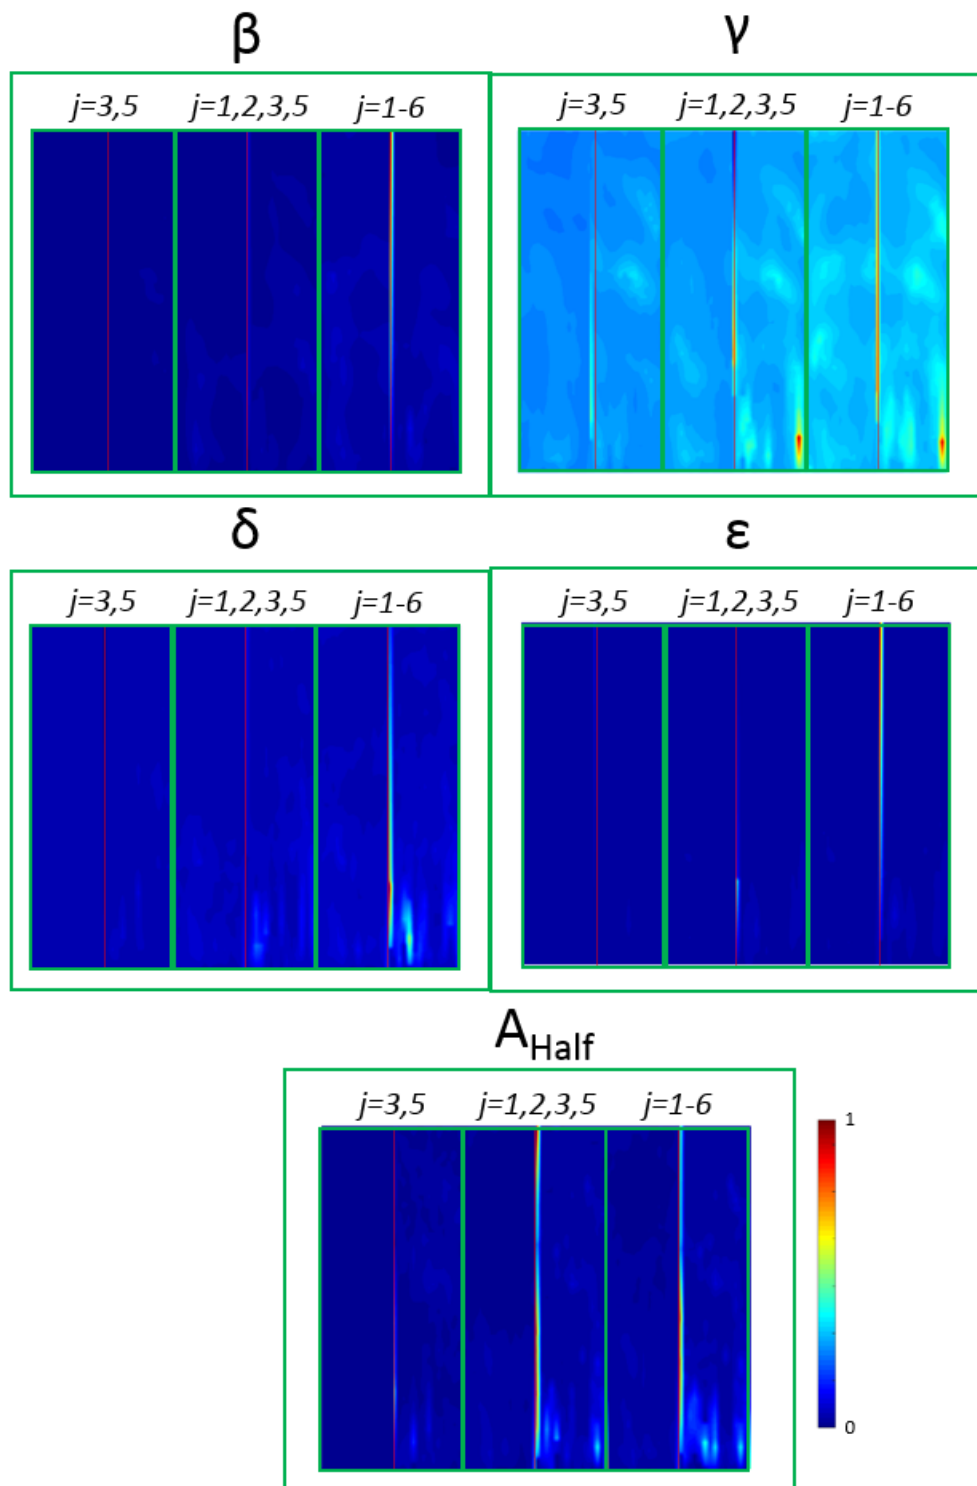 β γ
j=3,5 j=1,2,3,5 j=1-6 j=3,5 j=1,2,3,5 j=1-6
δ ε
j=3,5 j=1,2,3,5 j=1-6 j=3,5 j=1,2,3,5 j=1-6
A_Half
j=3,5 j=1,2,3,5 j=1-6
1
0